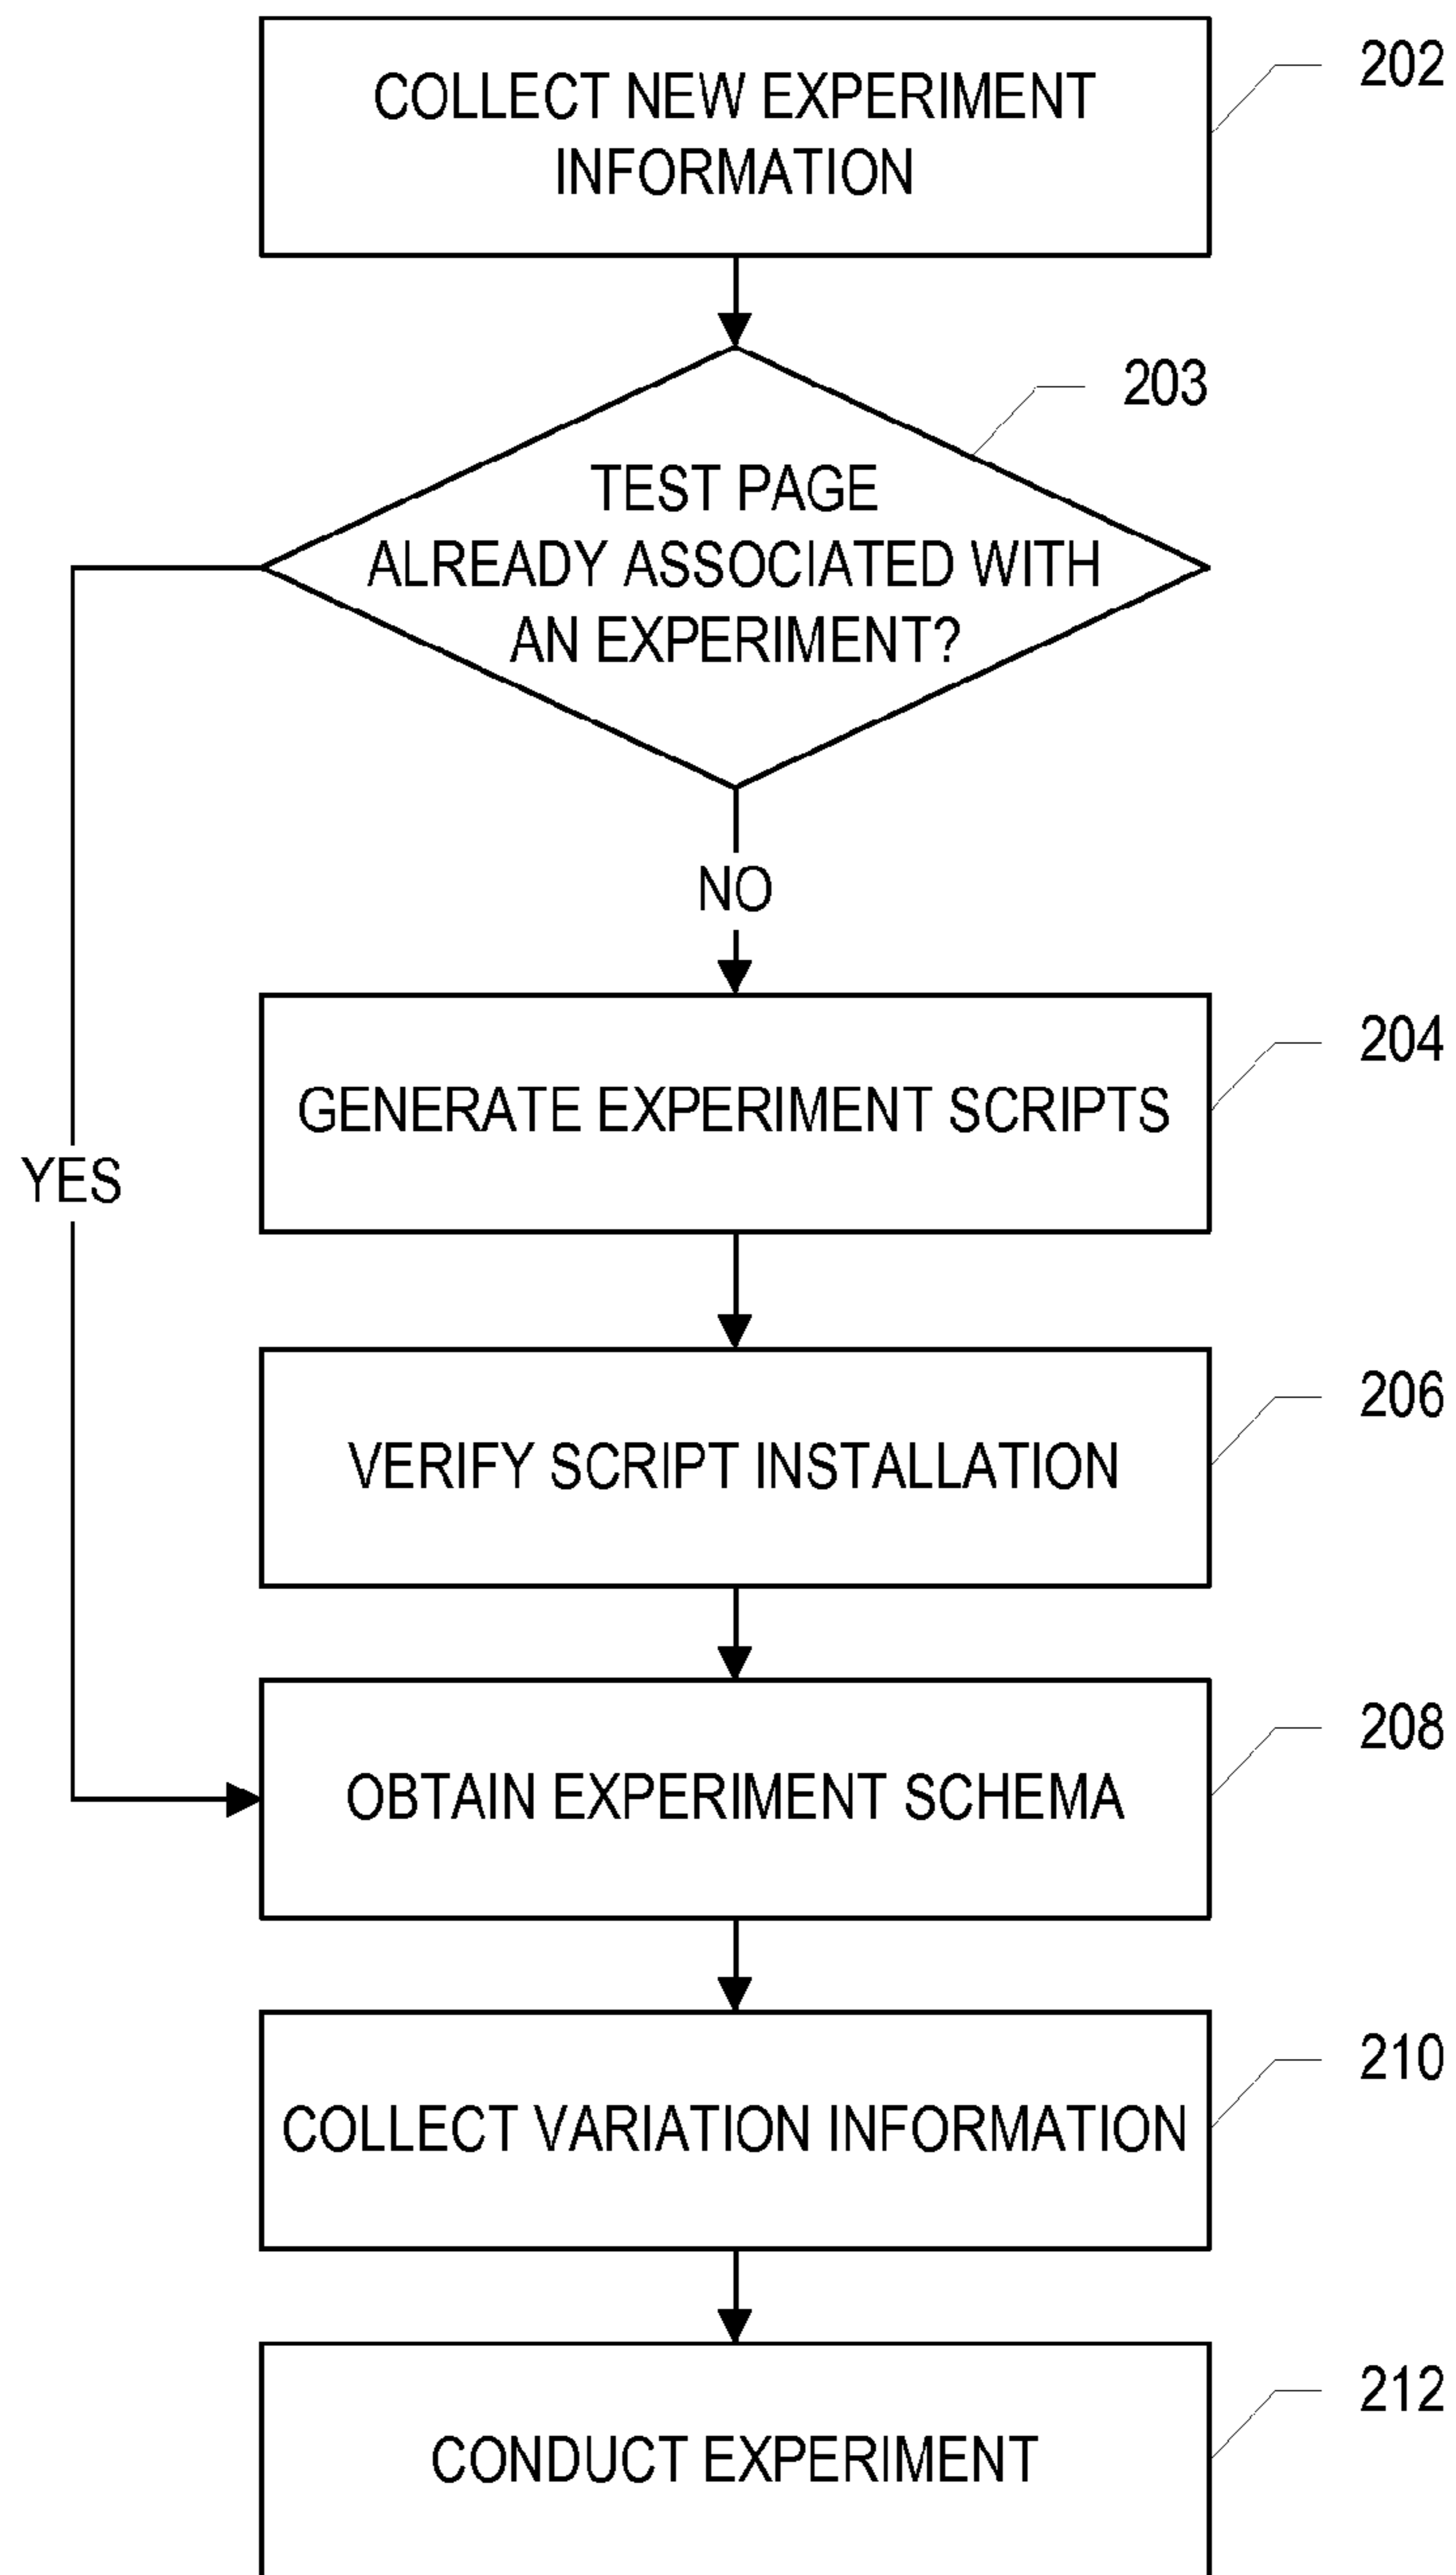 COLLECT NEW EXPERIMENT
INFORMATION
202
203
TEST PAGE
ALREADY ASSOCIATED WITH
AN EXPERIMENT?
NO
YES
GENERATE EXPERIMENT SCRIPTS
204
VERIFY SCRIPT INSTALLATION
206
OBTAIN EXPERIMENT SCHEMA
208
COLLECT VARIATION INFORMATION
210
CONDUCT EXPERIMENT
212